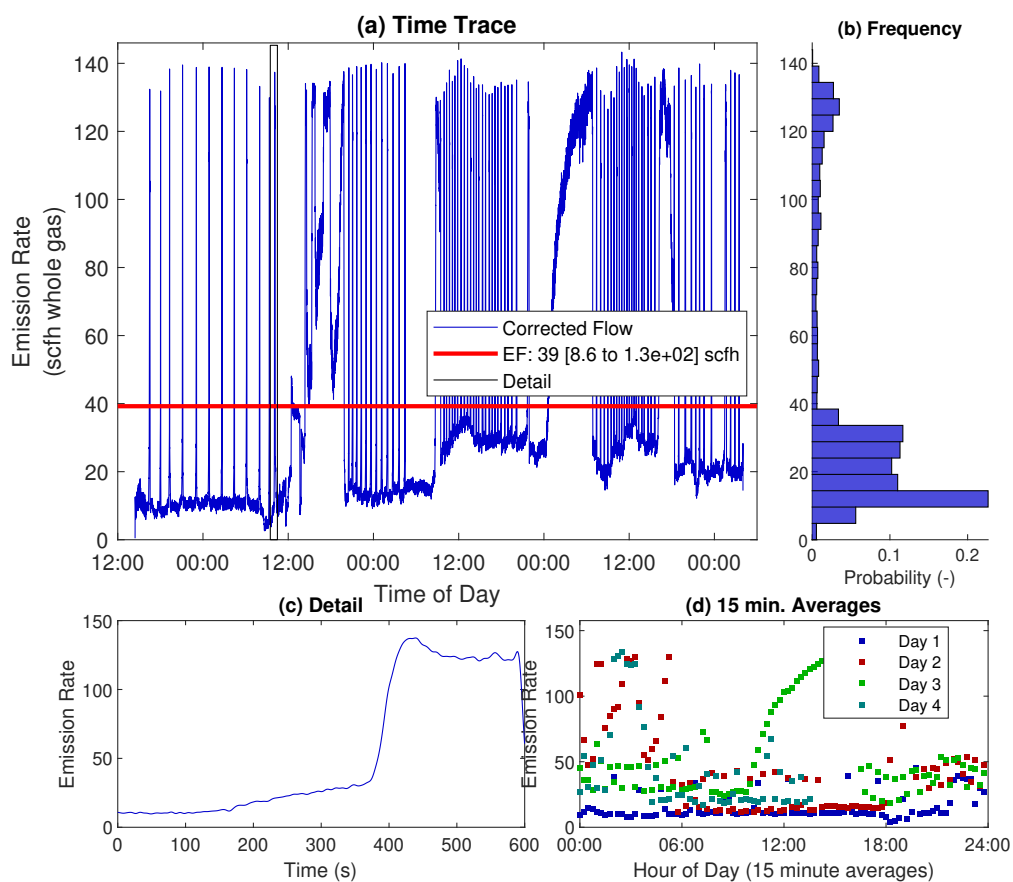 (a) Time Trace
(b) Frequency
140
120
100
80
60
40
20
0
Emission Rate
(scfh whole gas)
Corrected Flow
EF: 39 [8.6 to 1.3e+02] scfh
Detail
12:00
00:00
12:00
00:00
12:00
00:00
12:00
00:00
Time of Day
140
120
100
80
60
40
20
0
0
0.1
0.2
Probability (-)
(c) Detail
150
100
50
0
Emission Rate
0
100
200
300
400
500
600
Time (s)
(d) 15 min. Averages
150
100
50
0
Emission Rate
Day 1
Day 2
Day 3
Day 4
00:00
06:00
12:00
18:00
24:00
Hour of Day (15 minute averages)